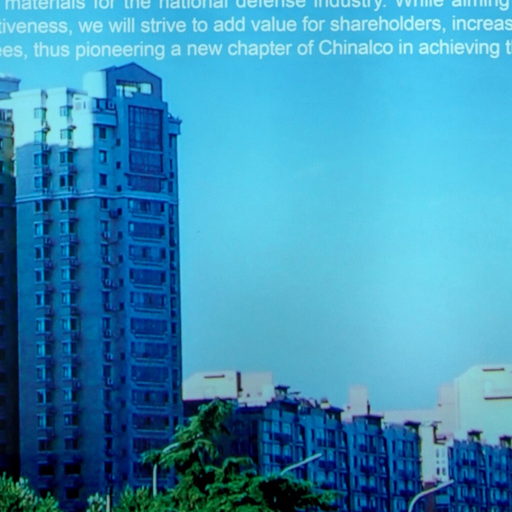 materials for the national defense industry. While aiming
tiveness, we will strive to add value for shareholders, increas
ees, thus pioneering a new chapter of Chinalco in achieving t